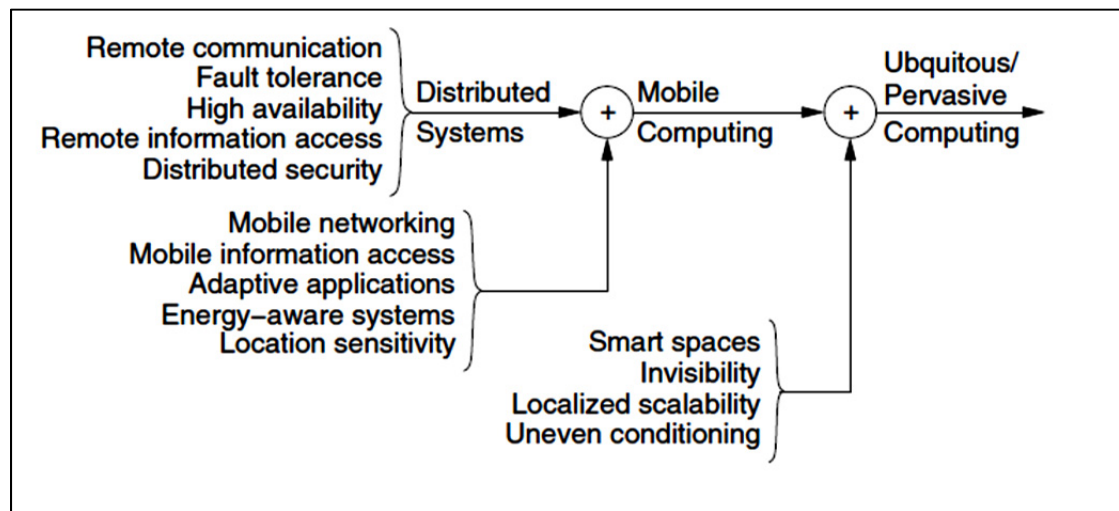 Remote communication
Fault tolerance
High availability
Remote information access
Distributed security
Distributed
Systems
+
Mobile
Computing
+
Ubquitous/
Pervasive
Computing
Mobile networking
Mobile information access
Adaptive applications
Energy−aware systems
Location sensitivity
Smart spaces
Invisibility
Localized scalability
Uneven conditioning